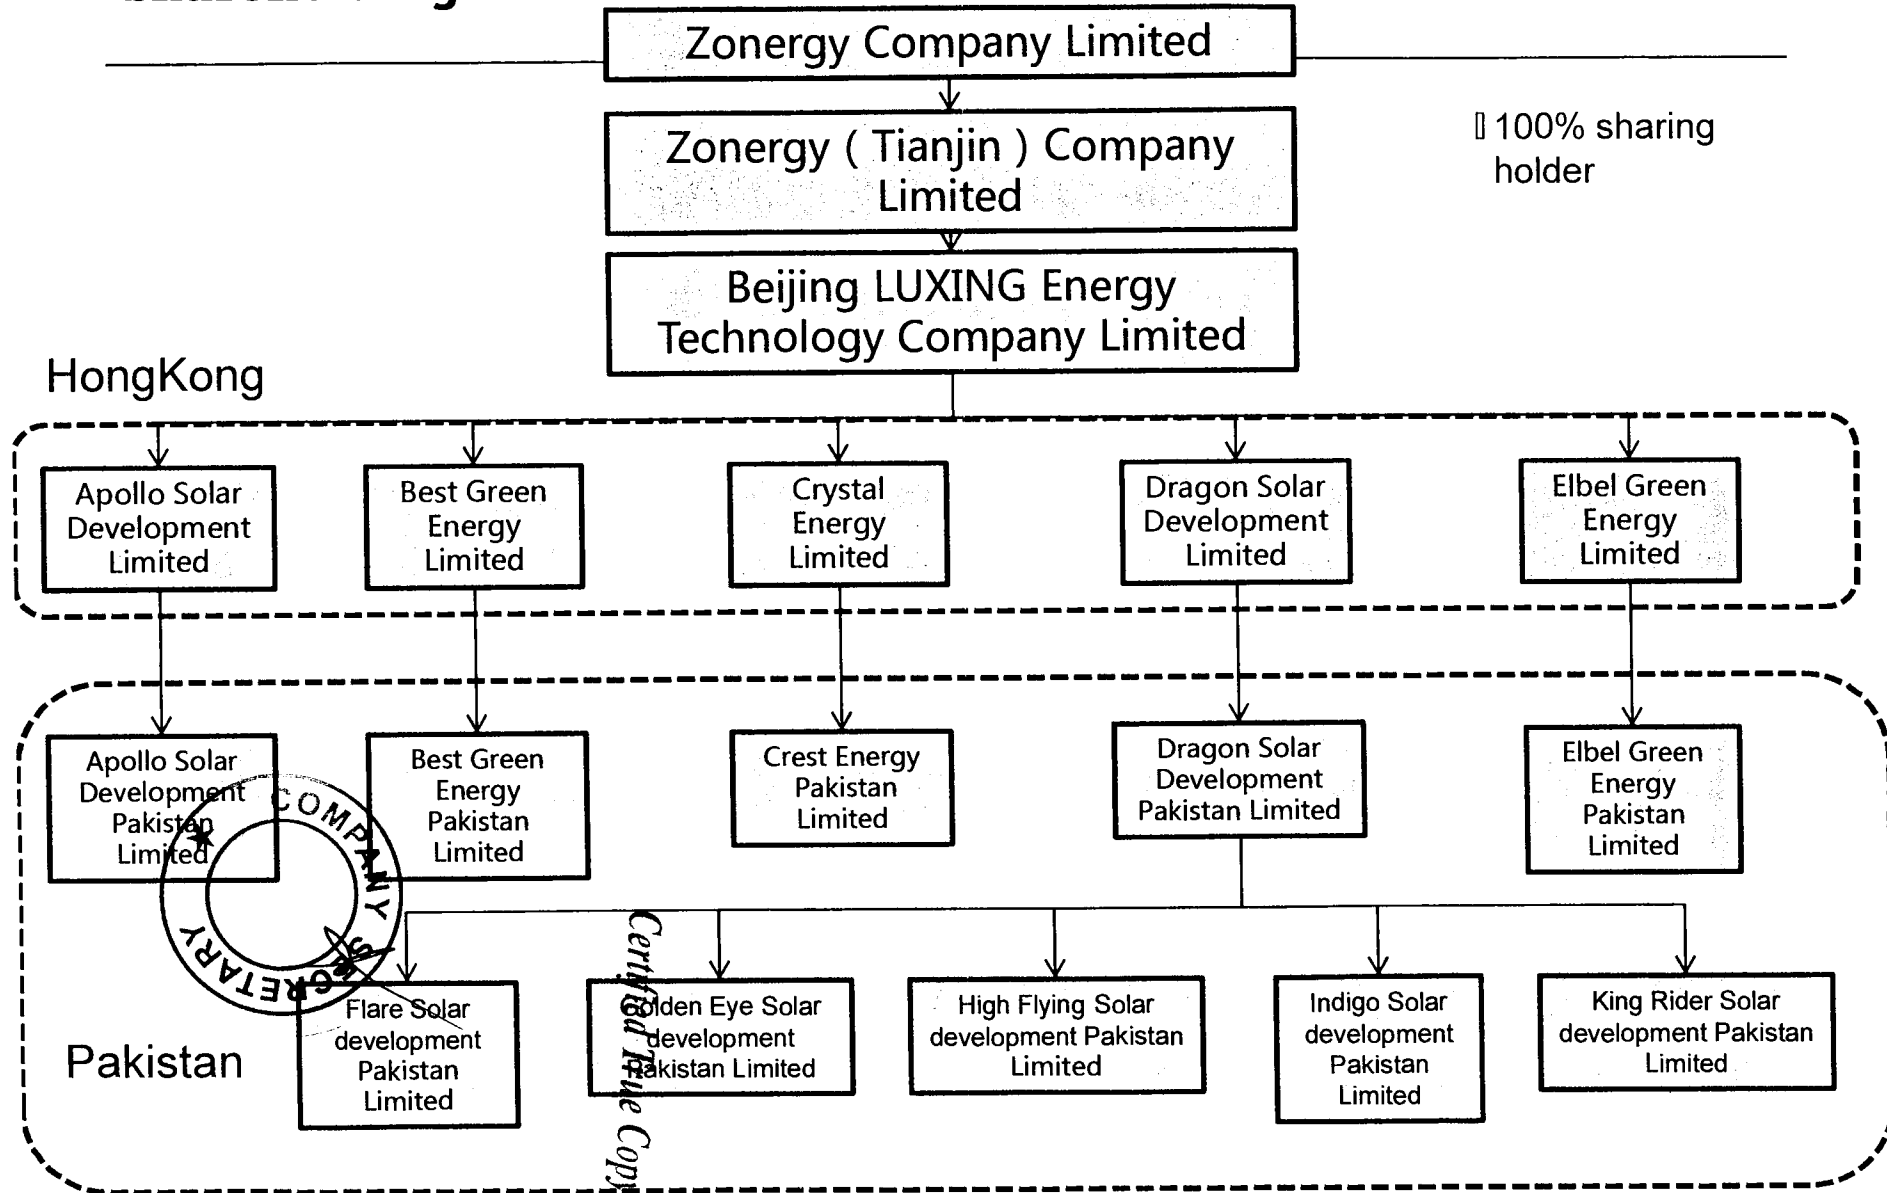 Zonergy Company Limited
Zonergy ( Tianjin ) Company
Limited
100% sharing
holder
Beijing LUXING Energy
Technology Company Limited
HongKong
Apollo Solar
Development
Limited
Best Green
Energy
Limited
Crystal
Energy
Limited
Dragon Solar
Development
Limited
Elbel Green
Energy
Limited
Apollo Solar
Development
Pakistan
Limited
Best Green
Energy
Pakistan
Limited
Crest Energy
Pakistan
Limited
Dragon Solar
Development
Pakistan Limited
Elbel Green
Energy
Pakistan
Limited
COMPANY SECRETARY
Flare Solar
development
Pakistan
Limited
Golden Eye Solar
development
Pakistan Limited
High Flying Solar
development Pakistan
Limited
Indigo Solar
development
Pakistan
Limited
King Rider Solar
development Pakistan
Limited
Pakistan
Certified True Copy